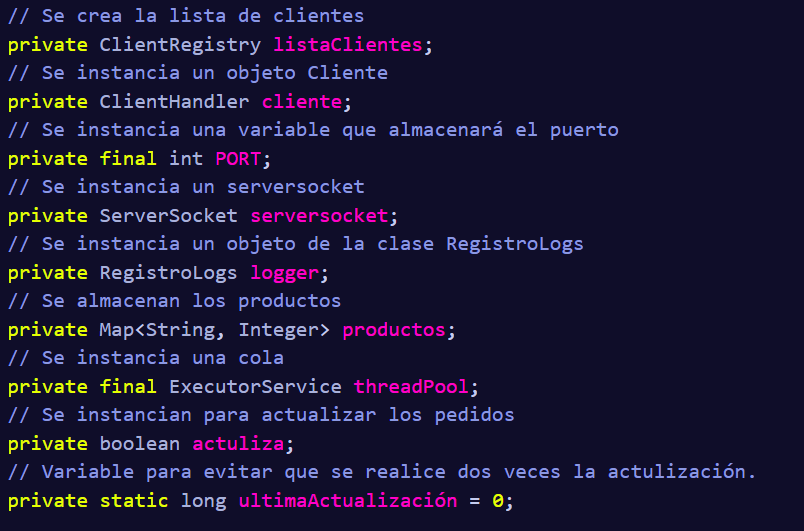 // Se crea la lista de clientes
private ClientRegistry listaClientes;
// Se instancia un objeto Cliente
private ClientHandler cliente;
// Se instancia una variable que almacenará el puerto
private final int PORT;
// Se instancia un serversocket
private ServerSocket serversocket;
// Se instancia un objeto de la clase RegistroLogs
private RegistroLogs logger;
// Se almacenan los productos
private Map<String, Integer> productos;
// Se instancia una cola
private final ExecutorService threadPool;
// Se instancian para actualizar los pedidos
private boolean actuliza;
// Variable para evitar que se realice dos veces la actulización.
private static long ultimaActualización = 0;